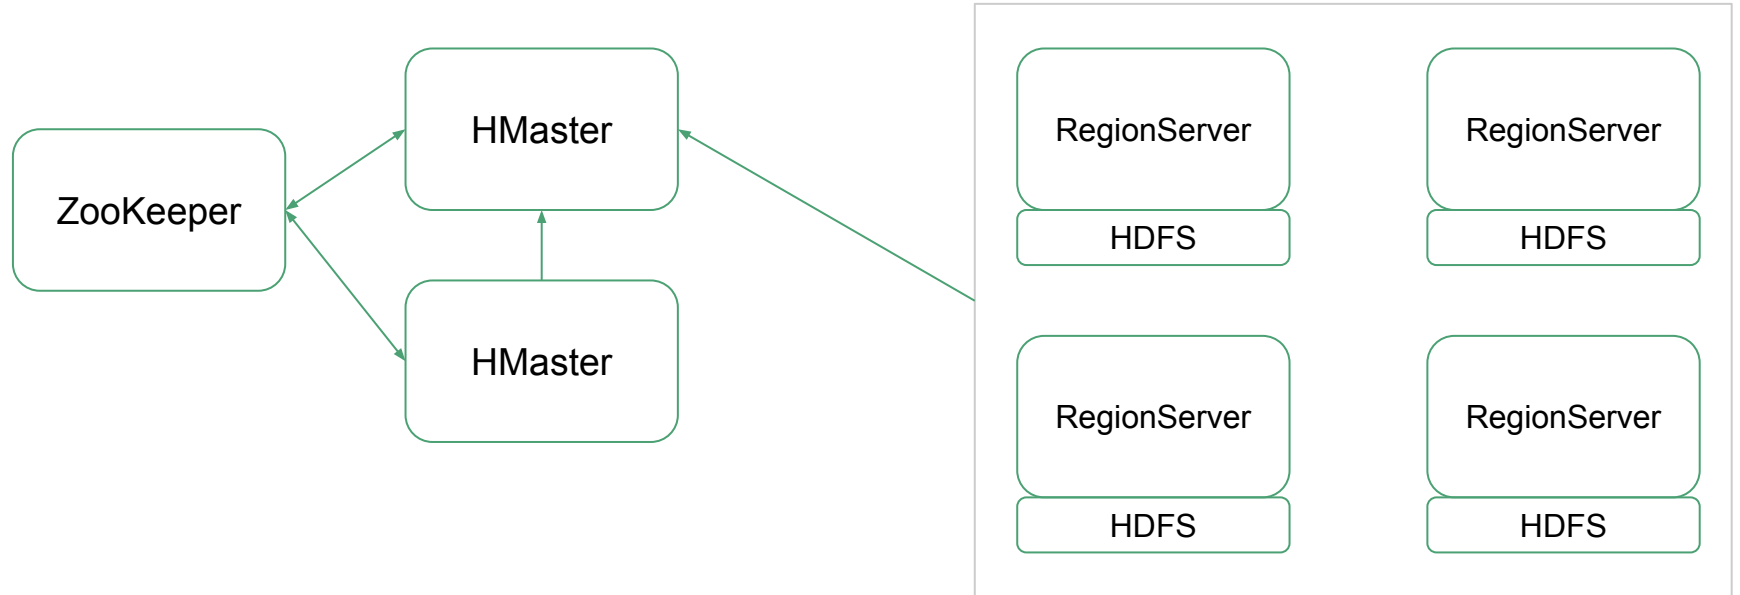 ZooKeeper
HMaster
HMaster
RegionServer
HDFS
RegionServer
HDFS
RegionServer
HDFS
RegionServer
HDFS